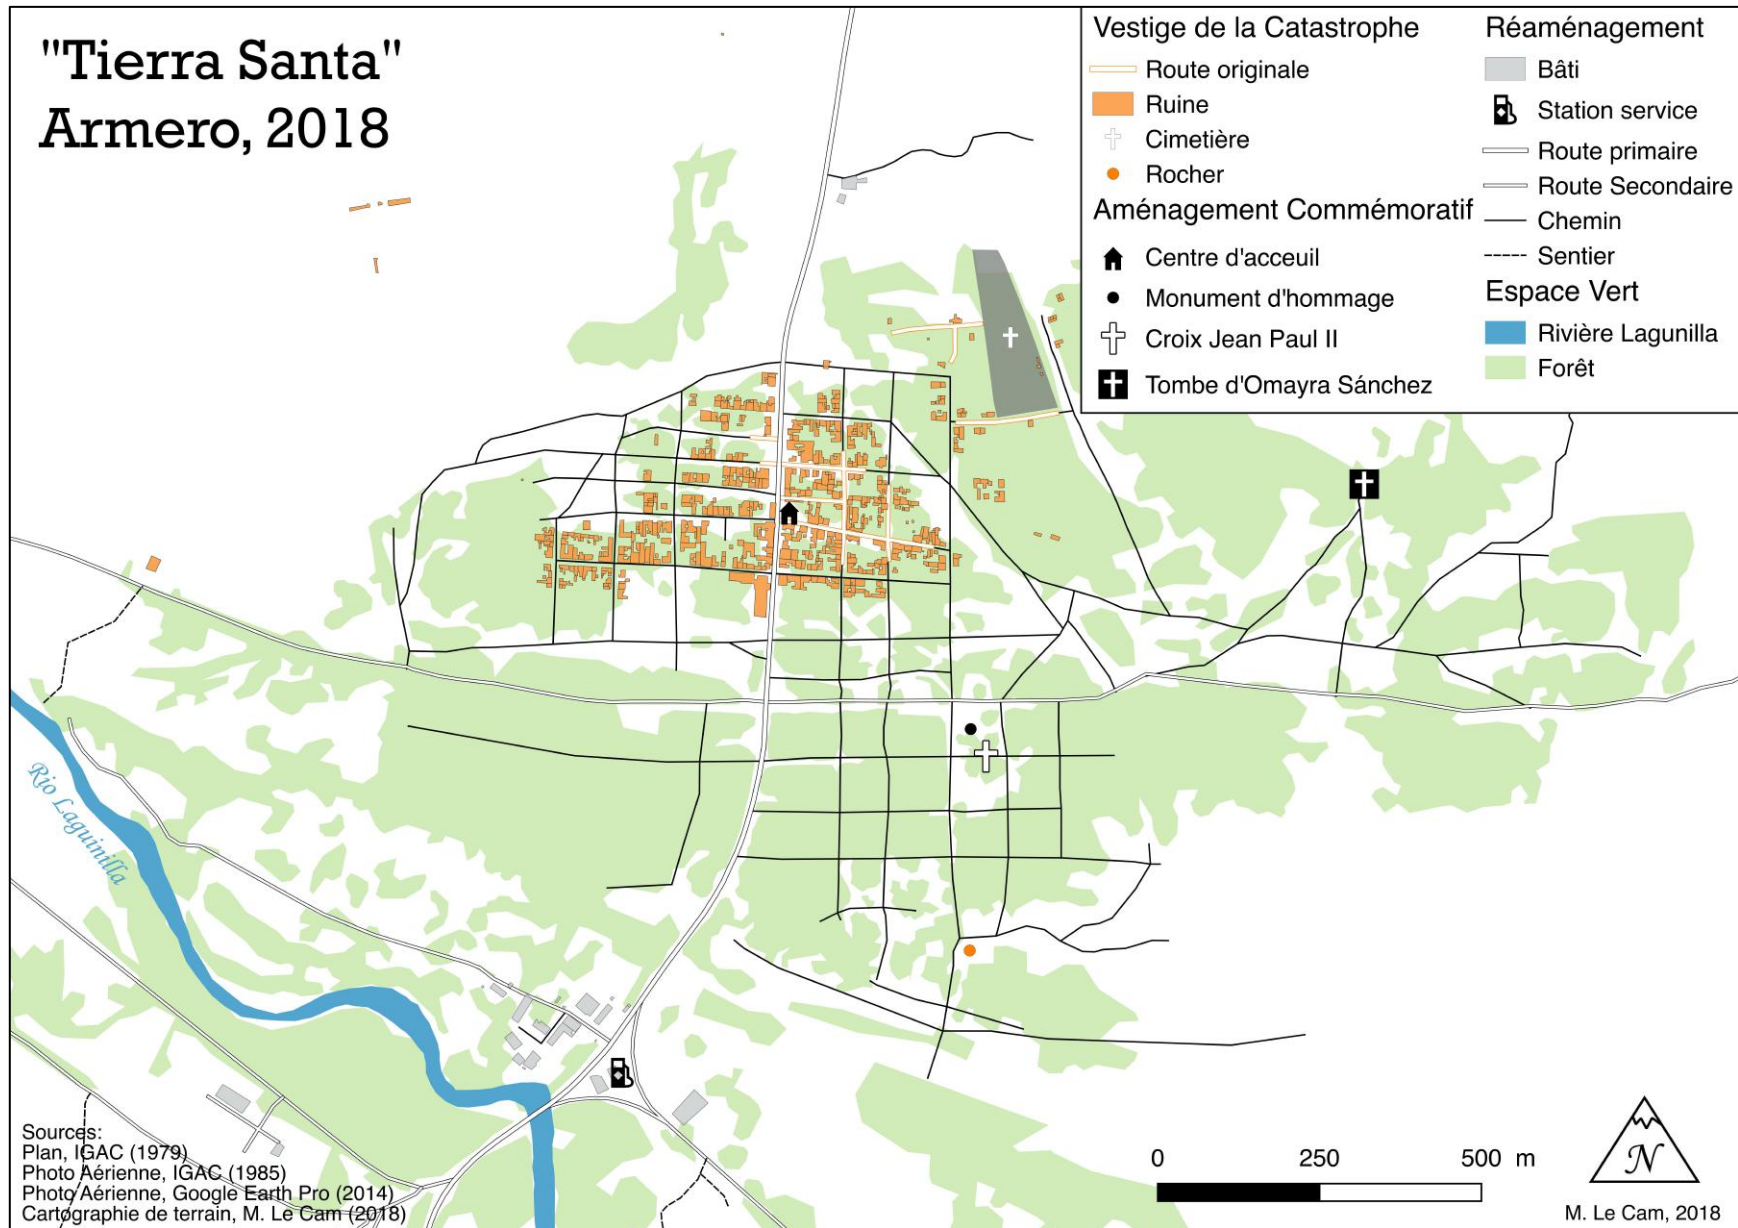 "Tierra Santa"
Armero, 2018
Vestige de la Catastrophe
Route originale
Ruine
Cimetière
Rocher
Aménagement Commémoratif
Centre d'acceuil
Monument d'hommage
Croix Jean Paul II
Tombe d'Omayra Sánchez
Réaménagement
Bâti
Station service
Route primaire
Route Secondaire
Chemin
Sentier
Espace Vert
Rivière Lagunilla
Forêt
Rio Laguinilla
Sources:
Plan, IGAC (1979)
Photo Aérienne, IGAC (1985)
Photo Aérienne, Google Earth Pro (2014)
Cartographie de terrain, M. Le Cam (2018)
0 250 500 m
N
M. Le Cam, 2018